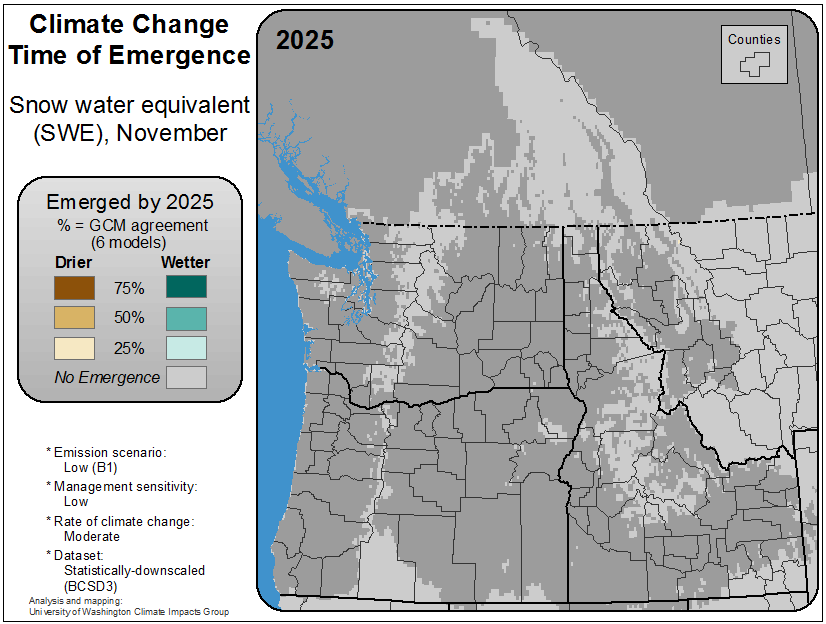 Climate Change
Time of Emergence
Snow water equivalent
(SWE), November
Emerged by 2025
% = GCM agreement
(6 models)
Drier Wetter
75%
50%
25%
No Emergence
* Emission scenario:
Low (B1)
* Management sensitivity:
Low
* Rate of climate change:
Moderate
* Dataset:
Statistically-downscaled
(BCSD3)
Analysis and mapping:
University of Washington Climate Impacts Group
2025
Counties